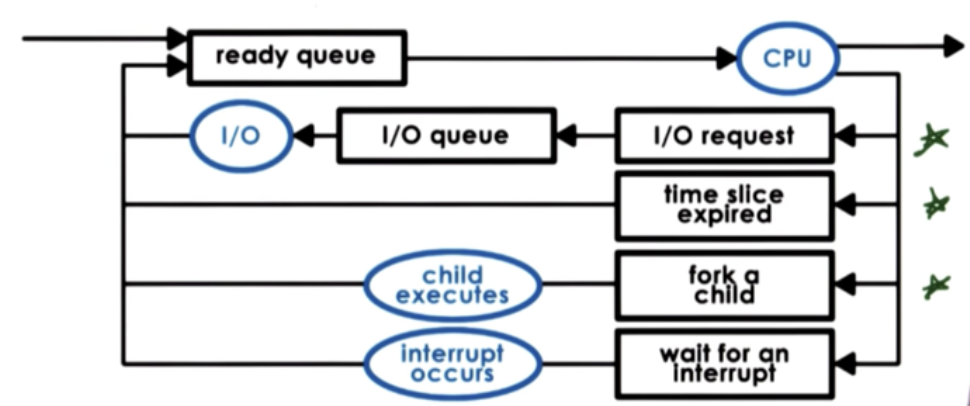 ready queue
CPU
I/O
I/O queue
I/O request
time slice
expired
child
executes
fork a
child
interrupt
occurs
wait for an
interrupt